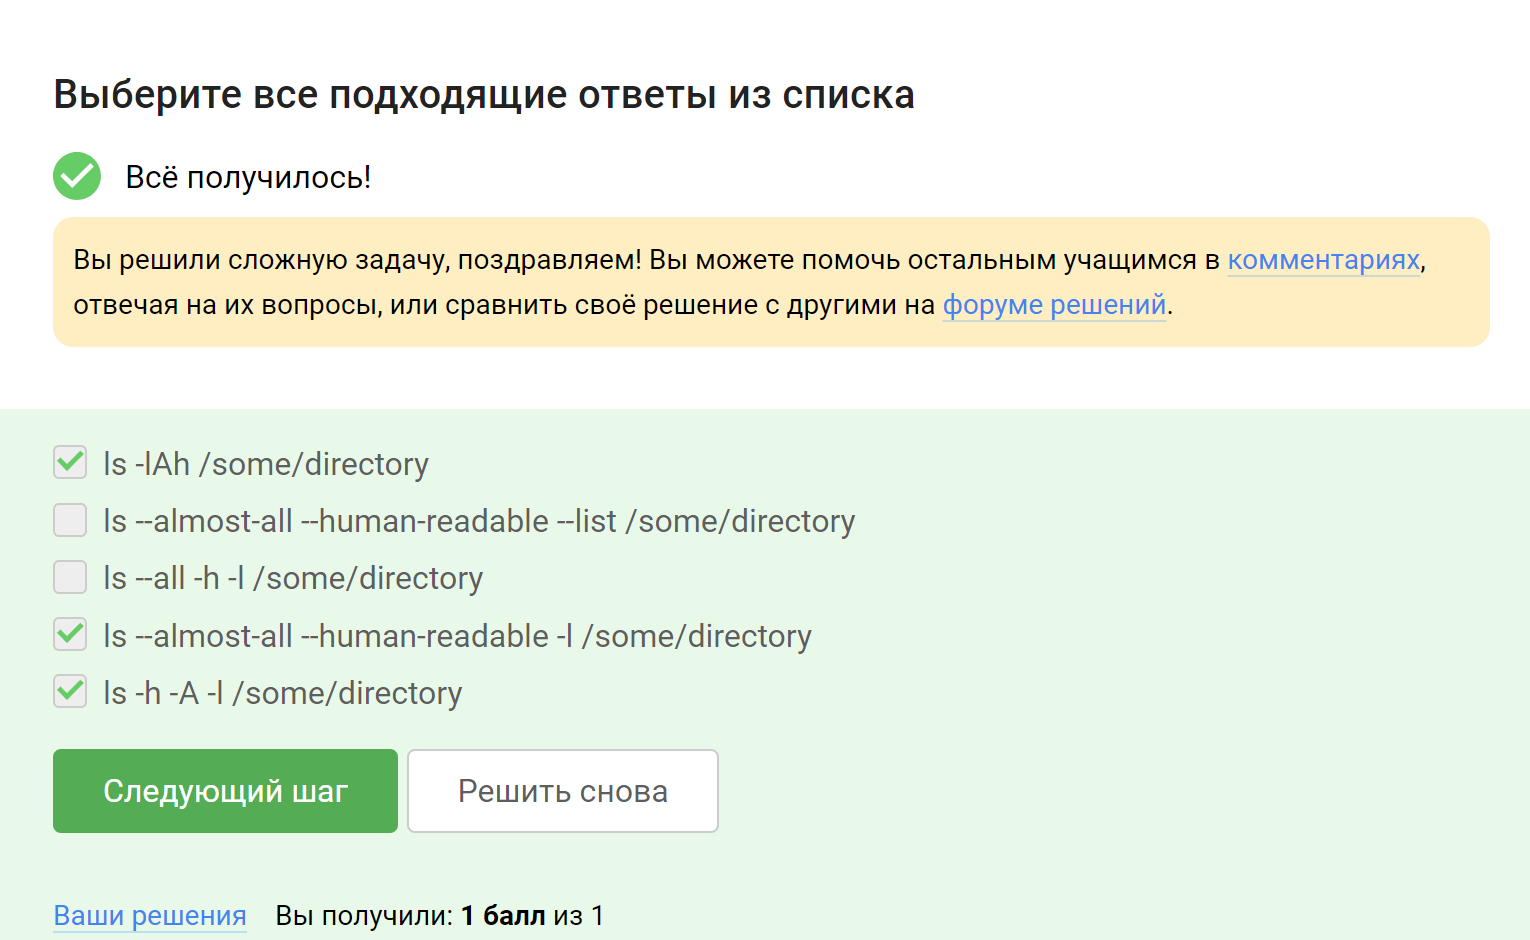 Выберите все подходящие ответы из списка
Всё получилось!
Вы решили сложную задачу, поздравляем! Вы можете помочь остальным учащимся в комментариях,
отвечая на их вопросы, или сравнить своё решение с другими на форуме решений.
ls -lAh /some/directory
ls --almost-all --human-readable --list /some/directory
ls --all -h -l /some/directory
ls --almost-all --human-readable -l /some/directory
ls -h -A -l /some/directory
Следующий шаг Решить снова
Ваши решения Вы получили: 1 балл из 1